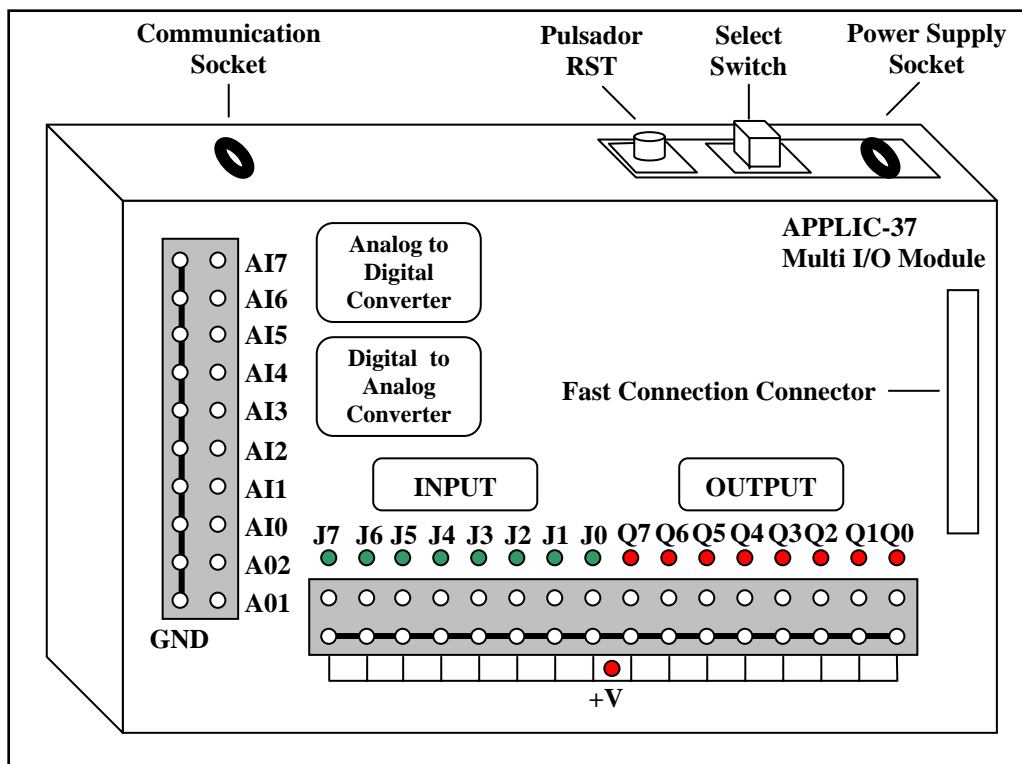 Communication
Socket
Pulsador
RST
Select
Switch
Power Supply
Socket
APPLIC-37
Multi I/O Module
Analog to
Digital
Converter
Digital to
Analog
Converter
AI7
AI6
AI5
AI4
AI3
AI2
AI1
AI0
A02
A01
GND
Fast Connection Connector
INPUT
OUTPUT
J7 J6 J5 J4 J3 J2 J1 J0 Q7 Q6 Q5 Q4 Q3 Q2 Q1 Q0
+V